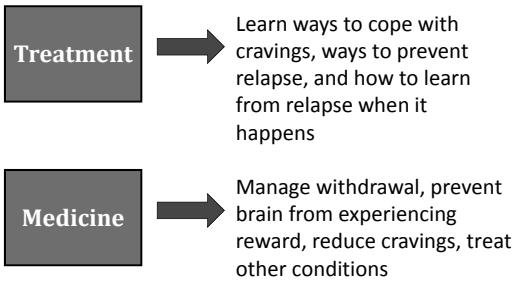 Treatment
Learn ways to cope with
cravings, ways to prevent
relapse, and how to learn
from relapse when it
happens
Medicine
Manage withdrawal, prevent
brain from experiencing
reward, reduce cravings, treat
other conditions